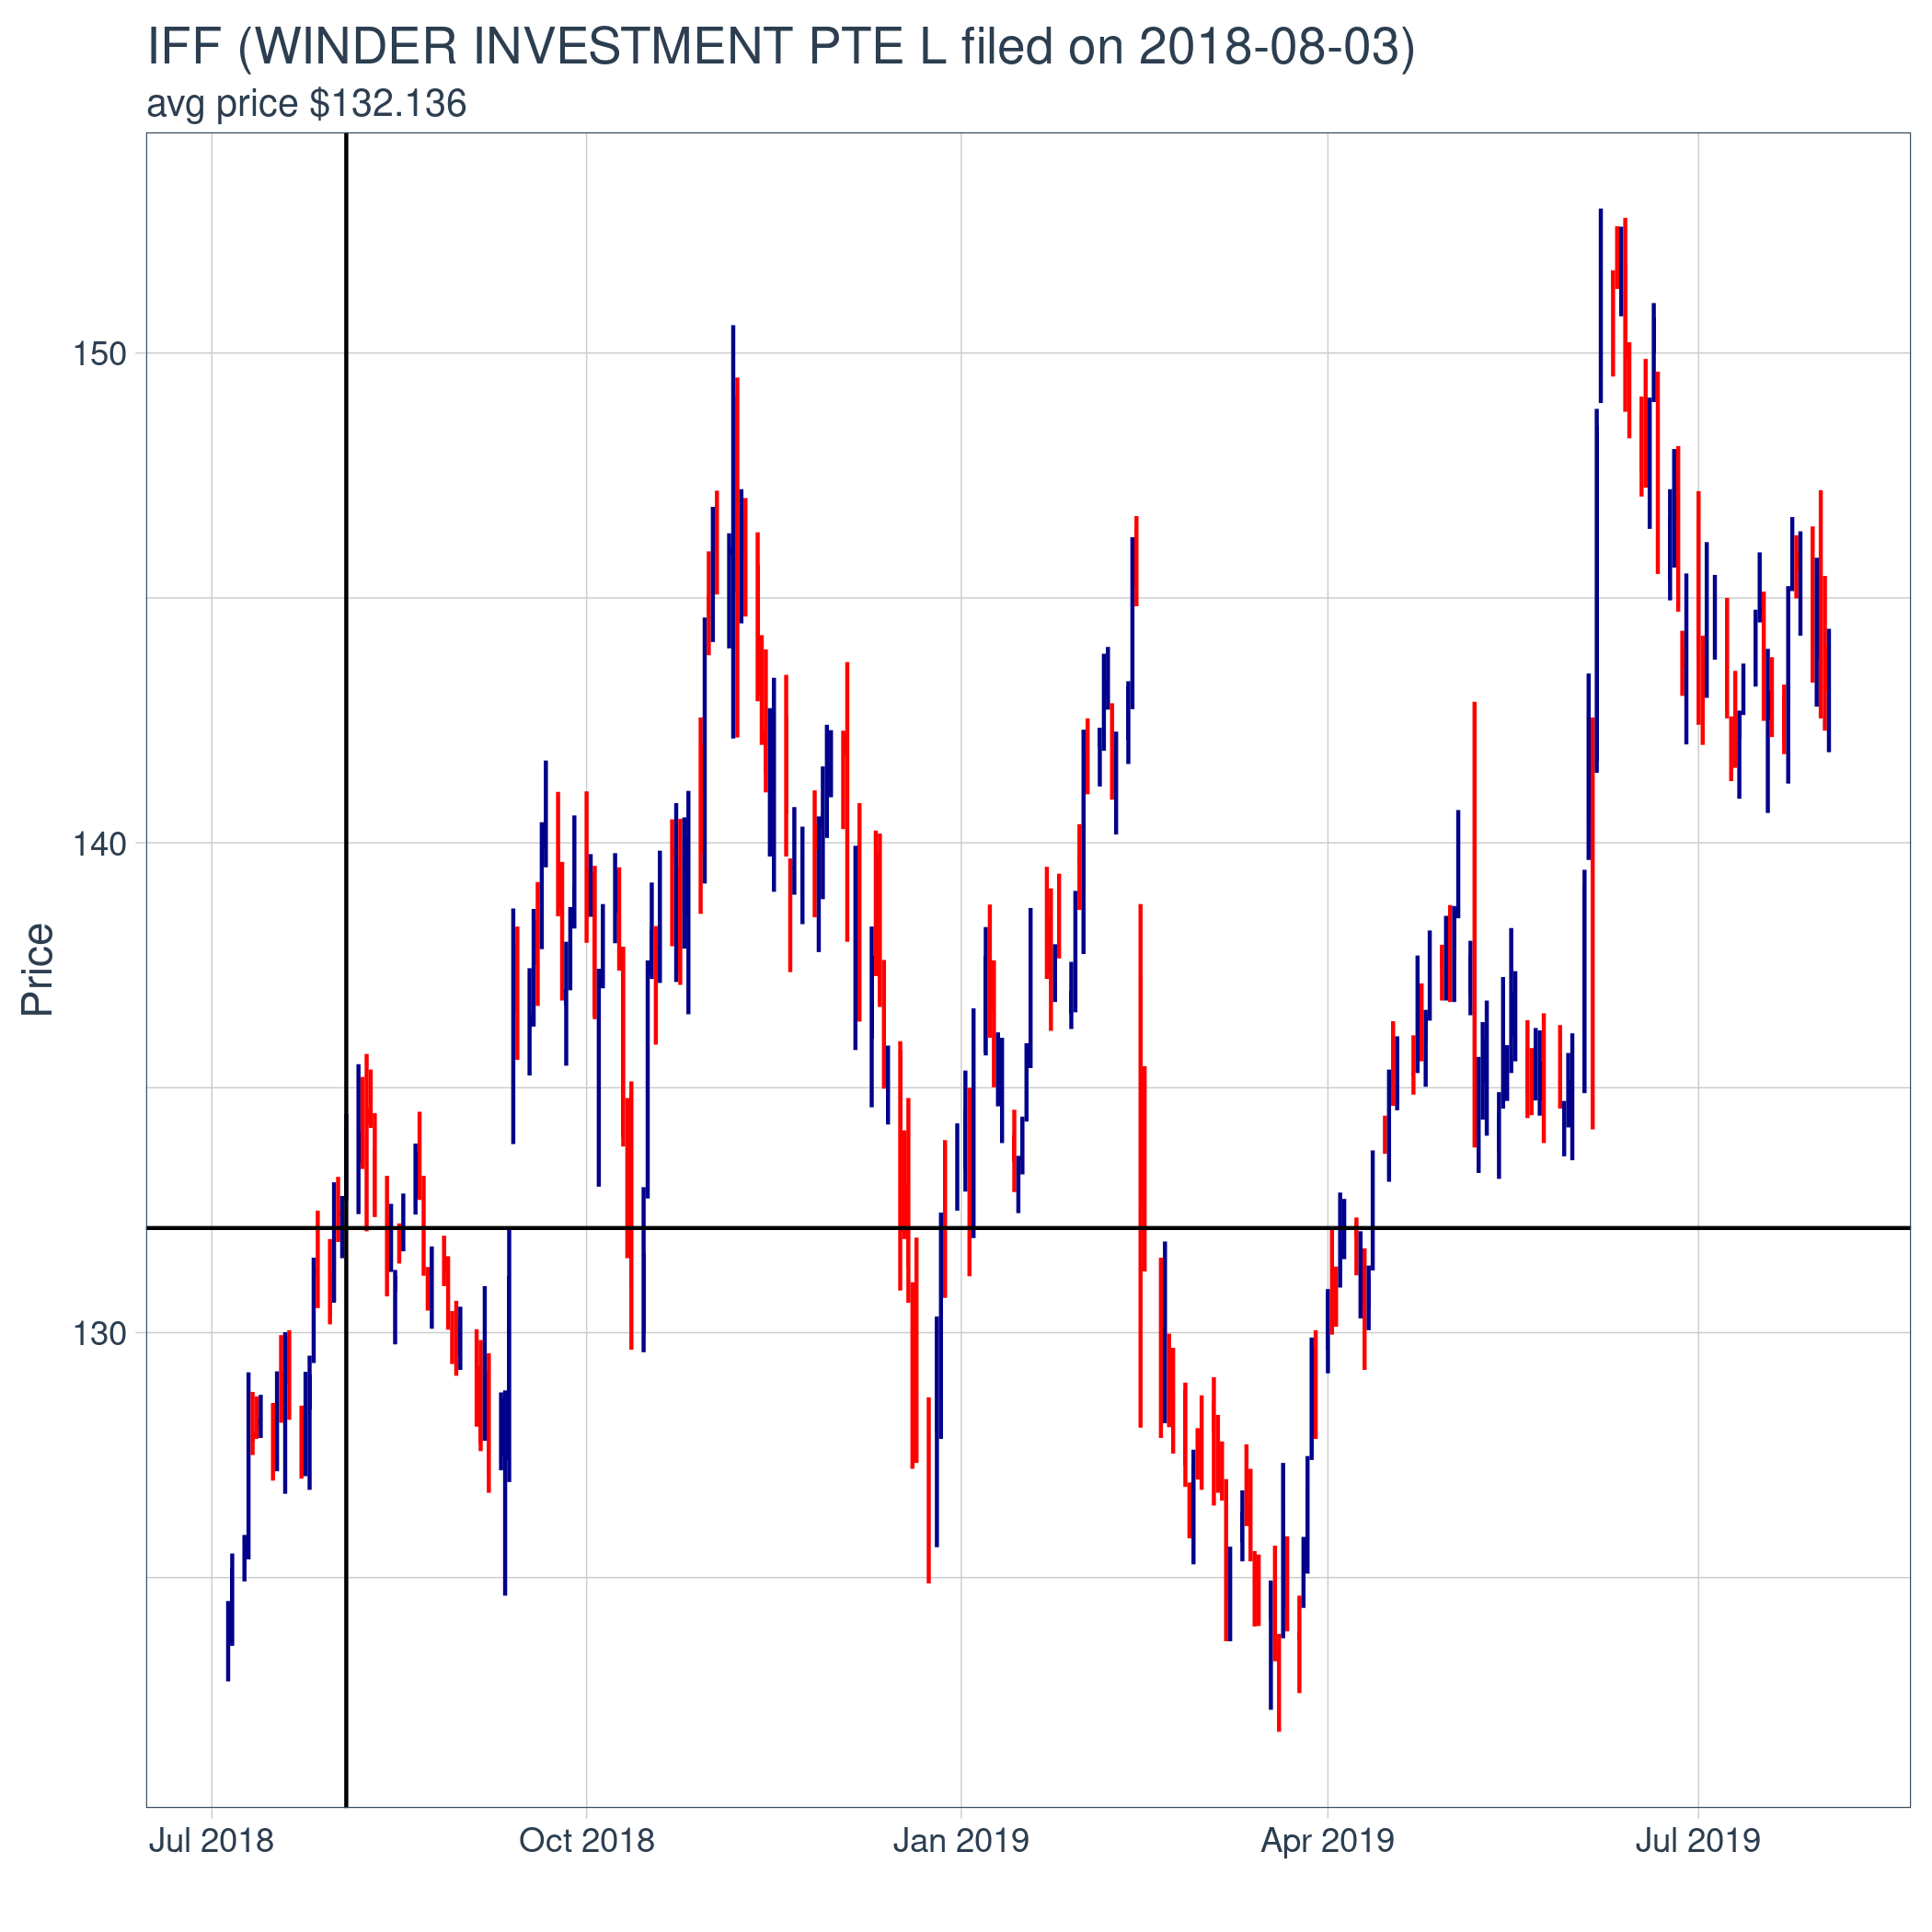 IFF (WINDER INVESTMENT PTE L filed on 2018-08-03)
avg price $132.136
150
140
130
Price
Jul 2018
Oct 2018
Jan 2019
Apr 2019
Jul 2019